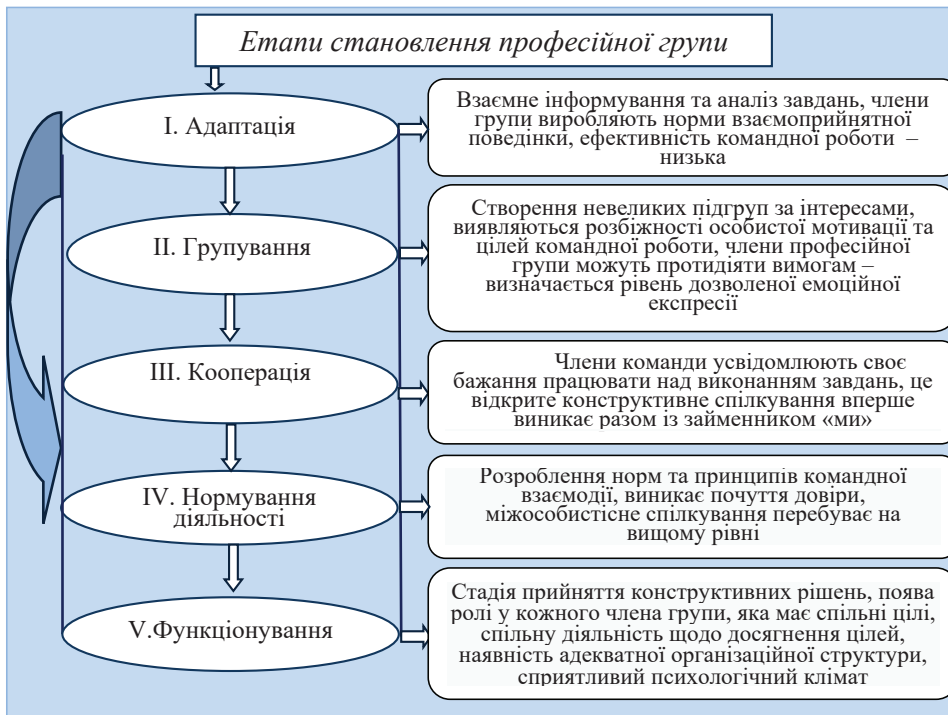 Етапи становлення професійної групи
І. Адаптація
Взаємне інформування та аналіз завдань, члени
групи виробляють норми взаємоприйнятної
поведінки, ефективність командної роботи –
низька
ІІ. Групування
Створення невеликих підгруп за інтересами,
виявляються розбіжності особистої мотивації та
цілей командної роботи, члени професійної
групи можуть протидіяти вимогам –
визначається рівень дозволеної емоційної
експресії
ІІІ. Кооперація
Члени команди усвідомлюють своє
бажання працювати над виконанням завдань, це
відкрите конструктивне спілкування вперше
виникає разом із займенником «ми»
IV. Нормування
діяльності
Розроблення норм та принципів командної
взаємодії, виникає почуття довіри,
міжособистісне спілкування перебуває на
вищому рівні
V.Функціонування
Стадія прийняття конструктивних рішень, поява
ролі у кожного члена групи, яка має спільні цілі,
спільну діяльність щодо досягнення цілей,
наявність адекватної організаційної структури,
сприятливий психологічний клімат